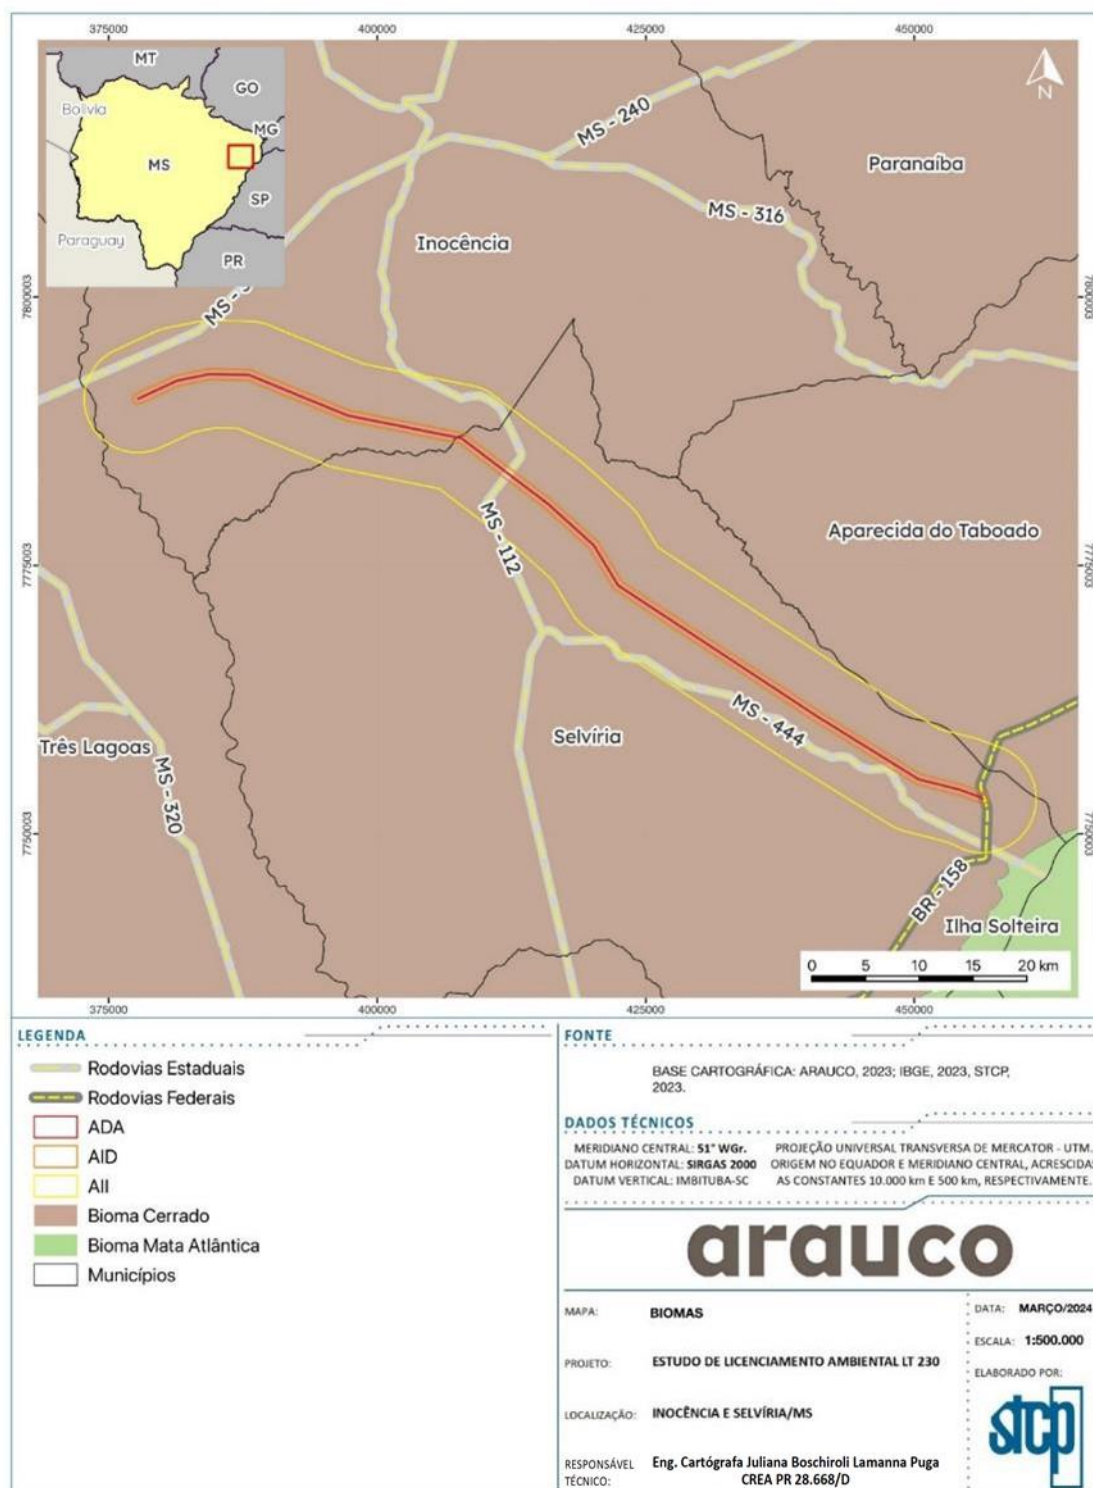 375000
400000
425000
450000
MT
GO
Bolivia
MG
MS
SP
Paraguay
PR
N
MS - 240
Paranaíba
MS - 316
Inocência
7800003
7800003
MS - 112
Aparecida do Taboado
7775003
7775003
MS - 444
Selvíria
Três Lagoas
MS - 320
7750003
7750003
BR - 158
Ilha Solteira
0 5 10 15 20 km
375000
400000
425000
450000
LEGENDA
Rodovias Estaduais
Rodovias Federais
ADA
AID
AII
Bioma Cerrado
Bioma Mata Atlântica
Municípios
FONTE
BASE CARTOGRÁFICA: ARAUCO, 2023; IBGE, 2023, STCP,
2023.
DADOS TÉCNICOS
MERIDIANO CENTRAL: 51° WGr.
DATUM HORIZONTAL: SIRGAS 2000
DATUM VERTICAL: IMBITUBA-SC
PROJEÇÃO UNIVERSAL TRANSVERSA DE MERCATOR - UTM.
ORIGEM NO EQUADOR E MERIDIANO CENTRAL, ACRESCIDA
AS CONSTANTES 10.000 km E 500 km, RESPECTIVAMENTE.
arauco
MAPA: BIOMAS
PROJETO: ESTUDO DE LICENCIAMENTO AMBIENTAL LT 230
LOCALIZAÇÃO: INOCÊNCIA E SELVÍRIA/MS
RESPONSÁVEL
TÉCNICO:
Eng. Cartógrafa Juliana Boschiroli Lamanna Puga
CREA PR 28.668/D
DATA: MARÇO/2024
ESCALA: 1:500.000
ELABORADO POR:
stcp